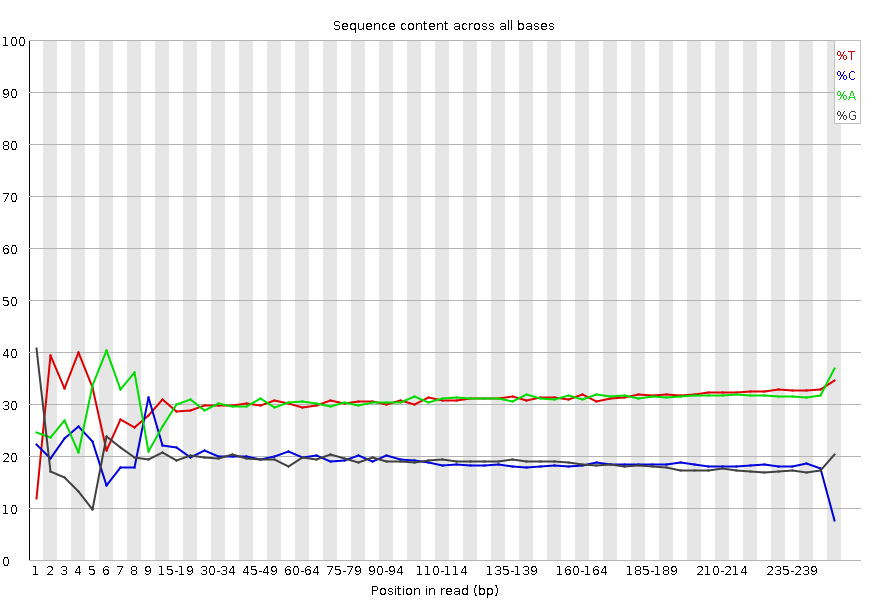 Sequence content across all bases
100
90
80
70
60
50
40
30
20
10
0
%T
%C
%A
%G
1 2 3 4 5 6 7 8 9 15-19 30-34 45-49 60-64 75-79 90-94 110-114 135-139 160-164 185-189 210-214 235-239
Position in read (bp)